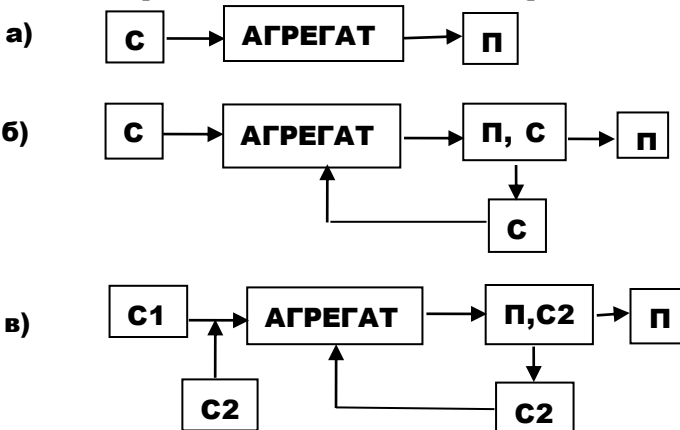 а) С АГРЕГАТ П
б) С АГРЕГАТ П, С П
С
в) С1 АГРЕГАТ П,С2 П
С2 С2